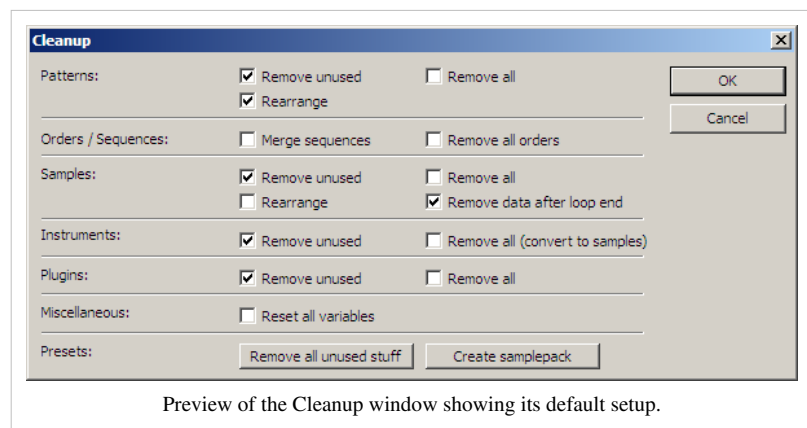 Cleanup
Patterns: Remove unused Remove all OK
Rearrange
Cancel
Orders / Sequences: Merge sequences Remove all orders
Samples: Remove unused Remove all
Rearrange Remove data after loop end
Instruments: Remove unused Remove all (convert to samples)
Plugins: Remove unused Remove all
Miscellaneous: Reset all variables
Presets: Remove all unused stuff Create samplepack
Preview of the Cleanup window showing its default setup.